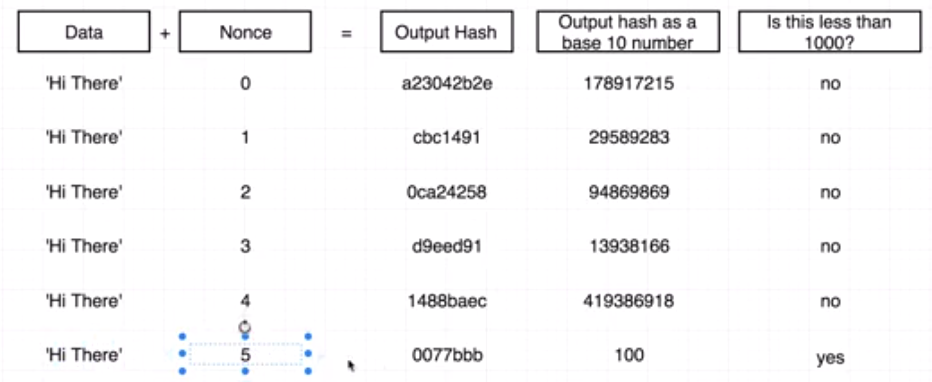 Data + Nonce = Output Hash Output hash as a base 10 number Is this less than 1000?
'Hi There' 0 a23042b2e 178917215 no
'Hi There' 1 cbc1491 29589283 no
'Hi There' 2 0ca24258 94869869 no
'Hi There' 3 d9eed91 13938166 no
'Hi There' 4 1488baec 419386918 no
'Hi There' 5 0077bbb 100 yes